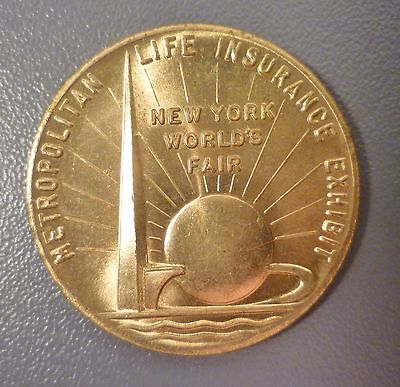 METROPOLITAN LIFE INSURANCE EXHIBIT
NEW YORK
WORLD'S
FAIR